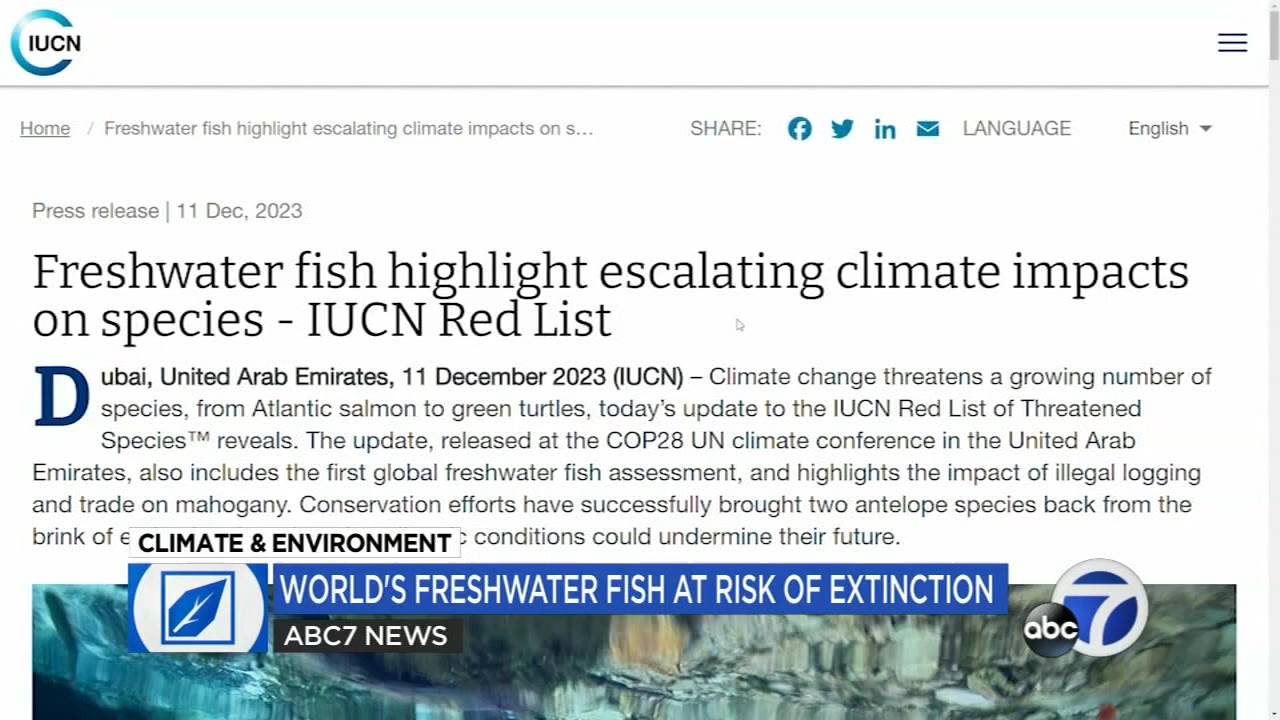 IUCN
Home / Freshwater fish highlight escalating climate impacts on s... SHARE: LANGUAGE English
Press release | 11 Dec, 2023
Freshwater fish highlight escalating climate impacts
on species - IUCN Red List
Dubai, United Arab Emirates, 11 December 2023 (IUCN) – Climate change threatens a growing number of
species, from Atlantic salmon to green turtles, today's update to the IUCN Red List of Threatened
Species™ reveals. The update, released at the COP28 UN climate conference in the United Arab
Emirates, also includes the first global freshwater fish assessment, and highlights the impact of illegal logging
and trade on mahogany. Conservation efforts have successfully brought two antelope species back from the
brink of conditions could undermine their future.
CLIMATE & ENVIRONMENT
WORLD'S FRESHWATER FISH AT RISK OF EXTINCTION
ABC7 NEWS
abc 7